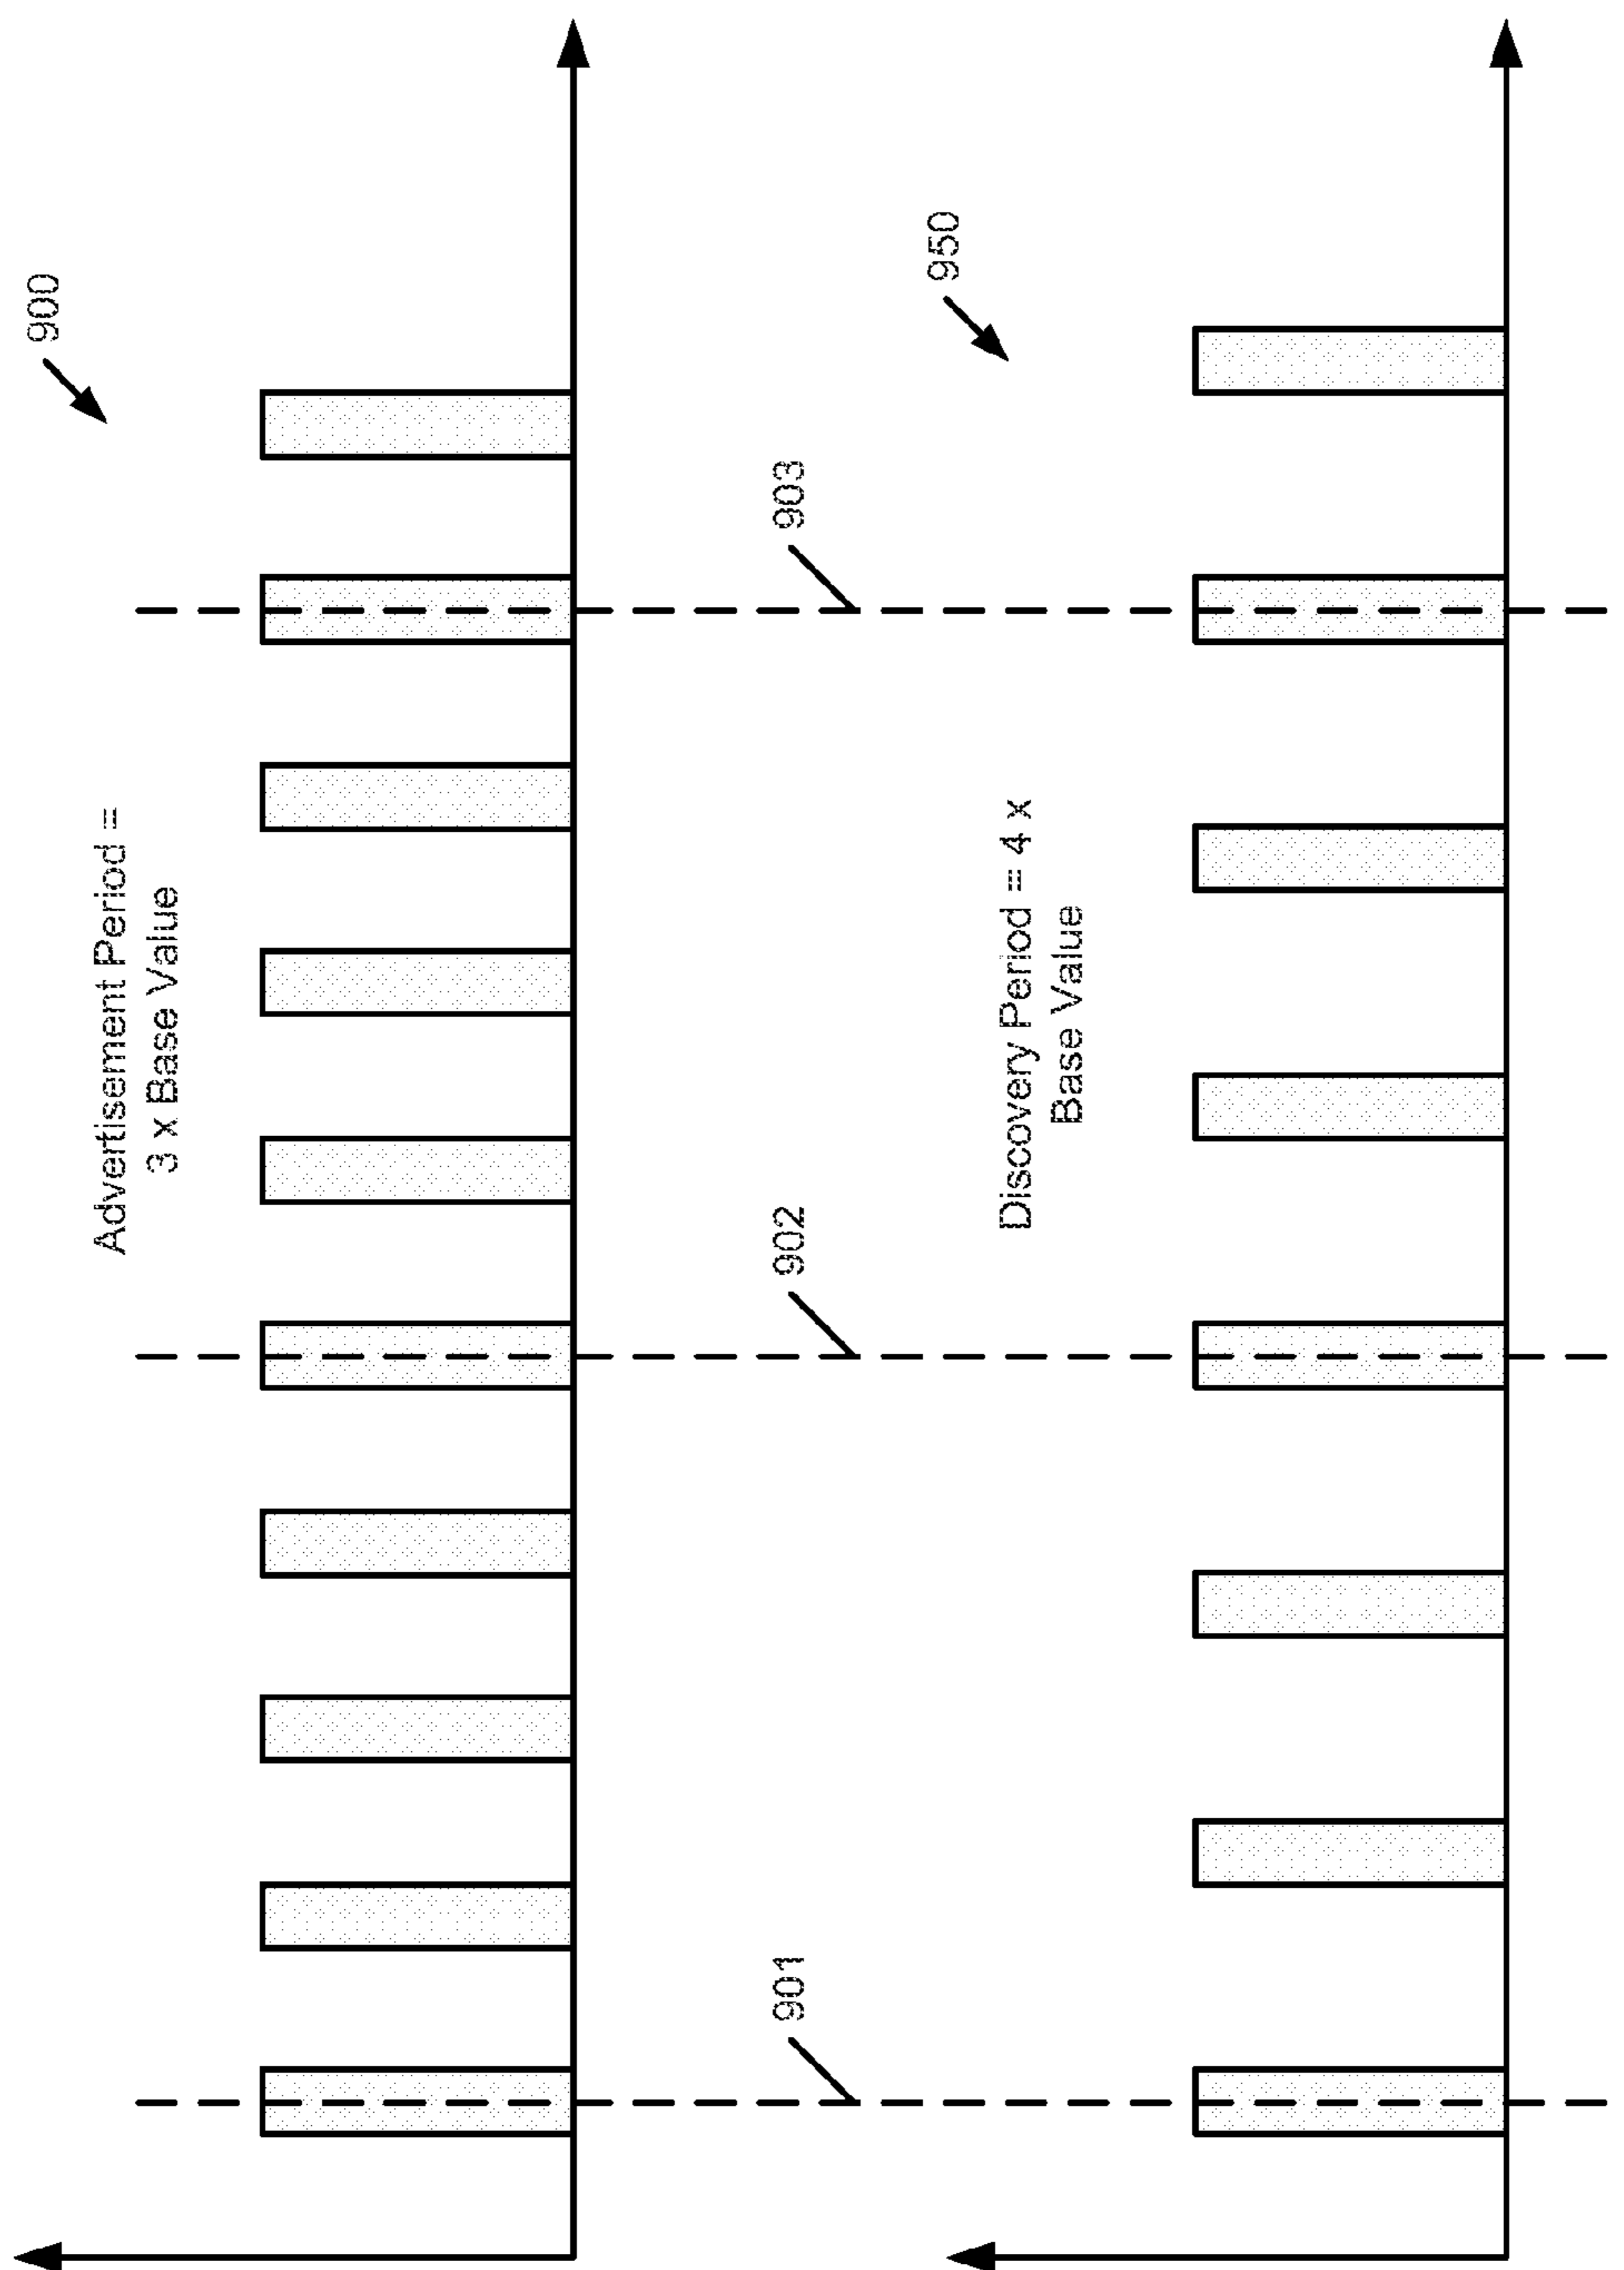 900
Advertisement Period =
3 x Base Value
903
902
901
950
Discovery Period = 4 x
Base Value